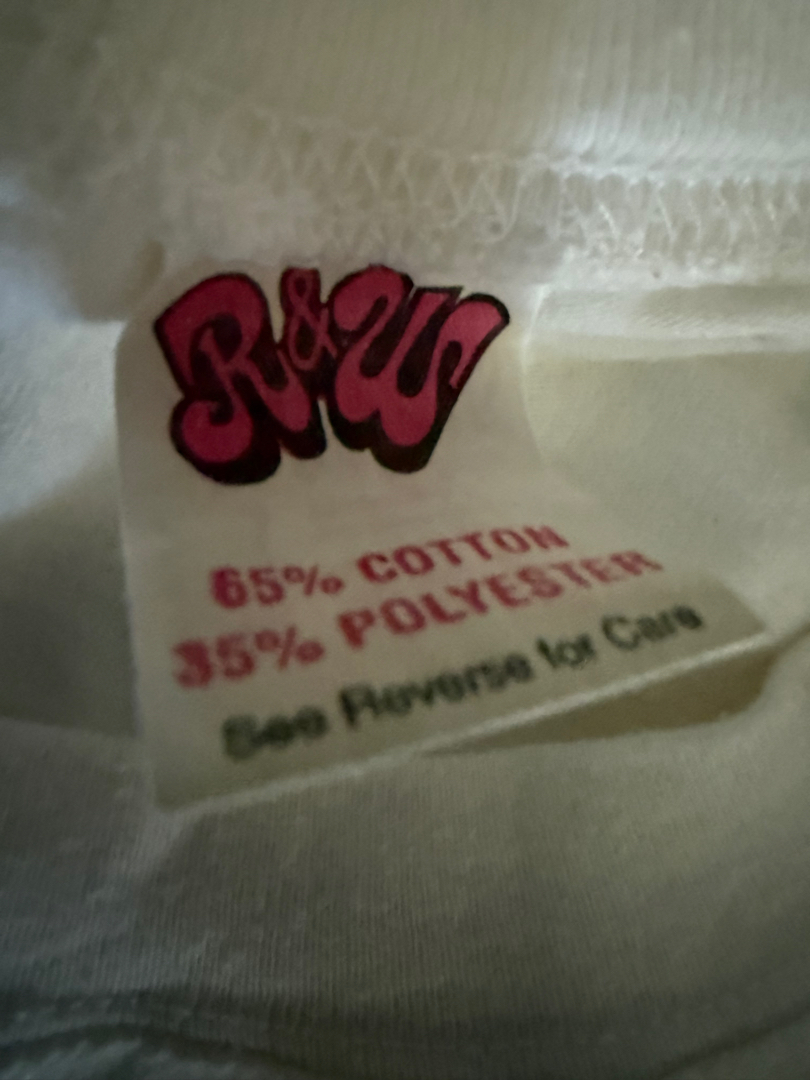 R&W
65% COTTON
35% POLYESTER
See Reverse for Care